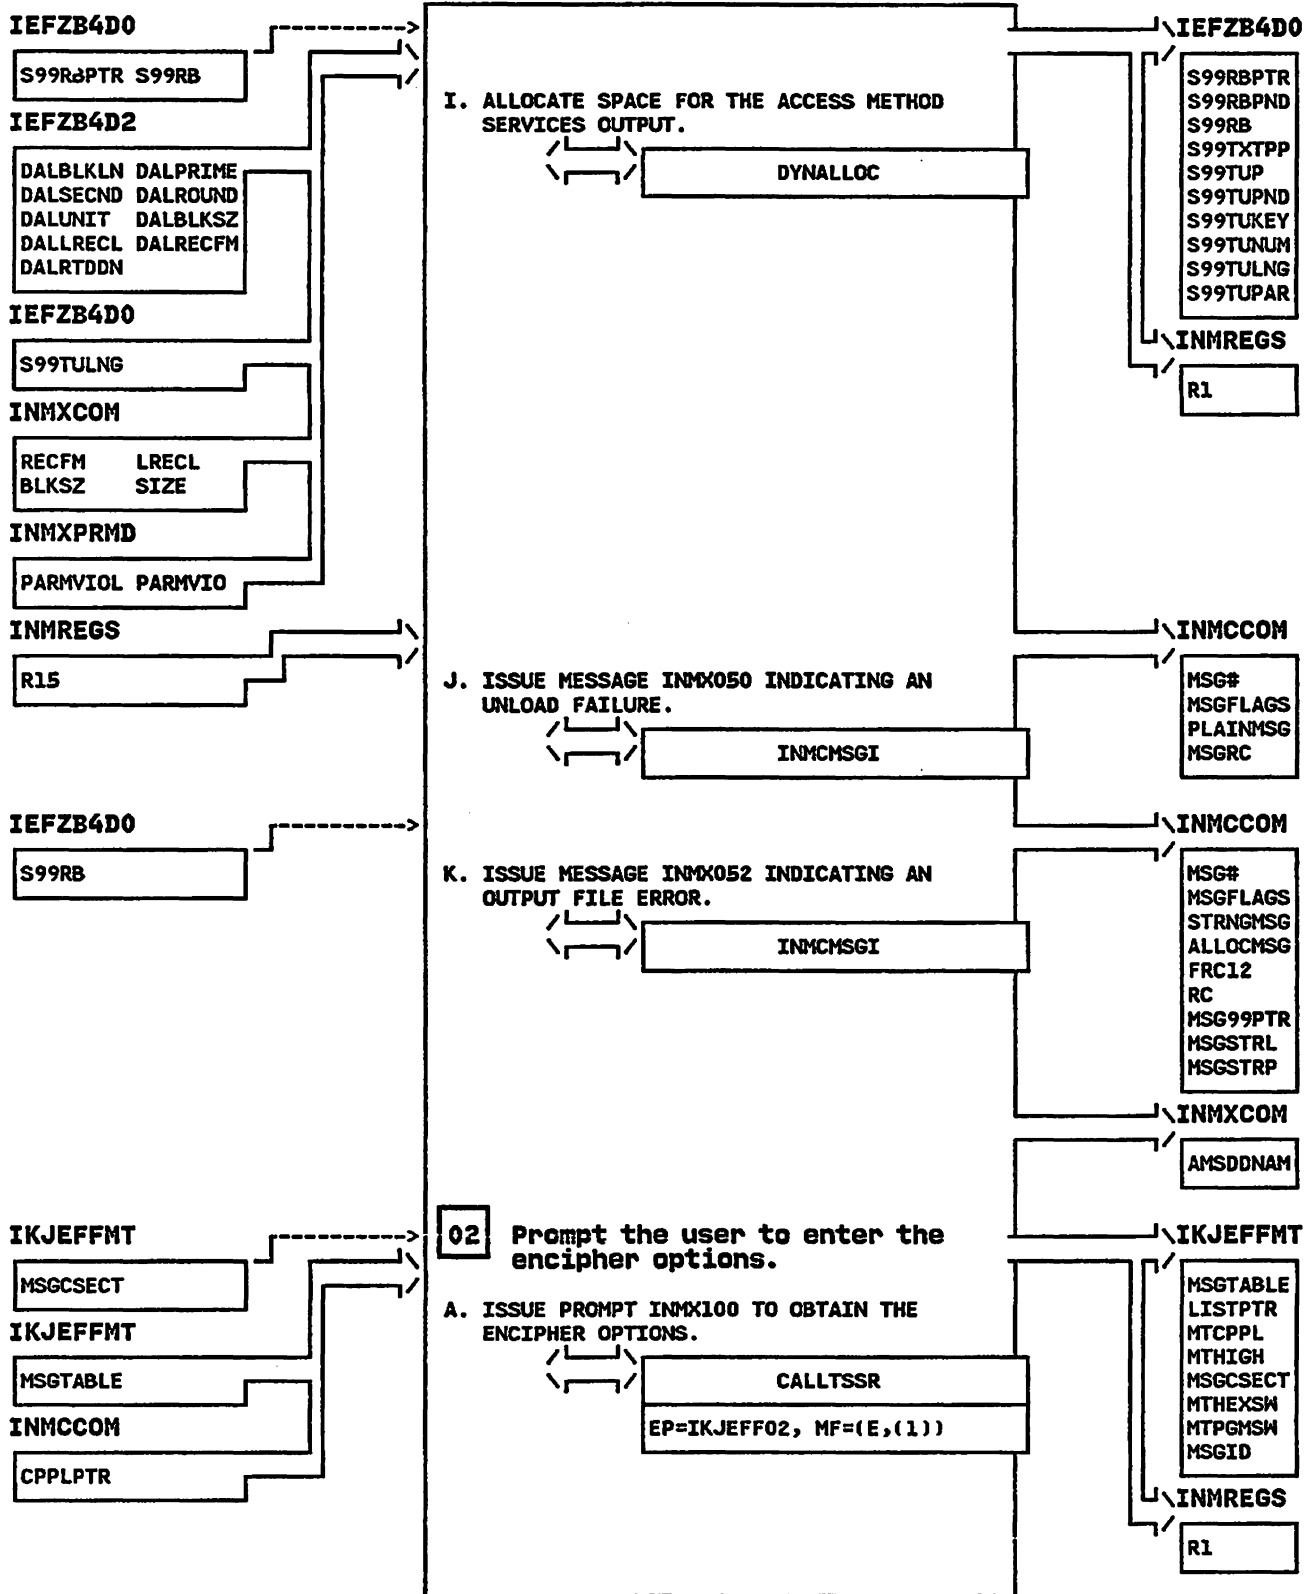 IEFZB4D0
S99RBPTR S99RB
IEFZB4D2
DALBLKLN DALPRIME
DALSECND DALROUND
DALUNIT DALBLKSZ
DALLRECL DALRECFM
DALRTDDN
IEFZB4D0
S99TULNG
INMXCOM
RECFM LRECL
BLKSZ SIZE
INMXPRMD
PARMVIOL PARMVIO
INMREGS
R15
IEFZB4D0
S99RB
IKJEFFMT
MSGCSECT
IKJEFFMT
MSGTABLE
INMCCOM
CPPLPTR
I. ALLOCATE SPACE FOR THE ACCESS METHOD
SERVICES OUTPUT.
DYNALLOC
J. ISSUE MESSAGE INMX050 INDICATING AN
UNLOAD FAILURE.
INMCMSGI
K. ISSUE MESSAGE INMX052 INDICATING AN
OUTPUT FILE ERROR.
INMCMSGI
02 Prompt the user to enter the
encipher options.
A. ISSUE PROMPT INMX100 TO OBTAIN THE
ENCIPHER OPTIONS.
CALLTSSR
EP=IKJEFF02, MF=(E,(1))
IEFZB4D0
S99RBPTR
S99RBPND
S99RB
S99TXTPP
S99TUP
S99TUPND
S99TUKEY
S99TUNUM
S99TULNG
S99TUPAR
INMREGS
R1
INMCCOM
MSG#
MSGFLAGS
PLAINMSG
MSGRC
INMCCOM
MSG#
MSGFLAGS
STRNGMSG
ALLOCMSG
FRC12
RC
MSG99PTR
MSGSTRL
MSGSTRP
INMXCOM
AMSDDNAM
IKJEFFMT
MSGTABLE
LISTPTR
MTCPPL
MTHIGH
MSGCSECT
MTHEXSW
MTPGMSW
MSGID
INMREGS
R1